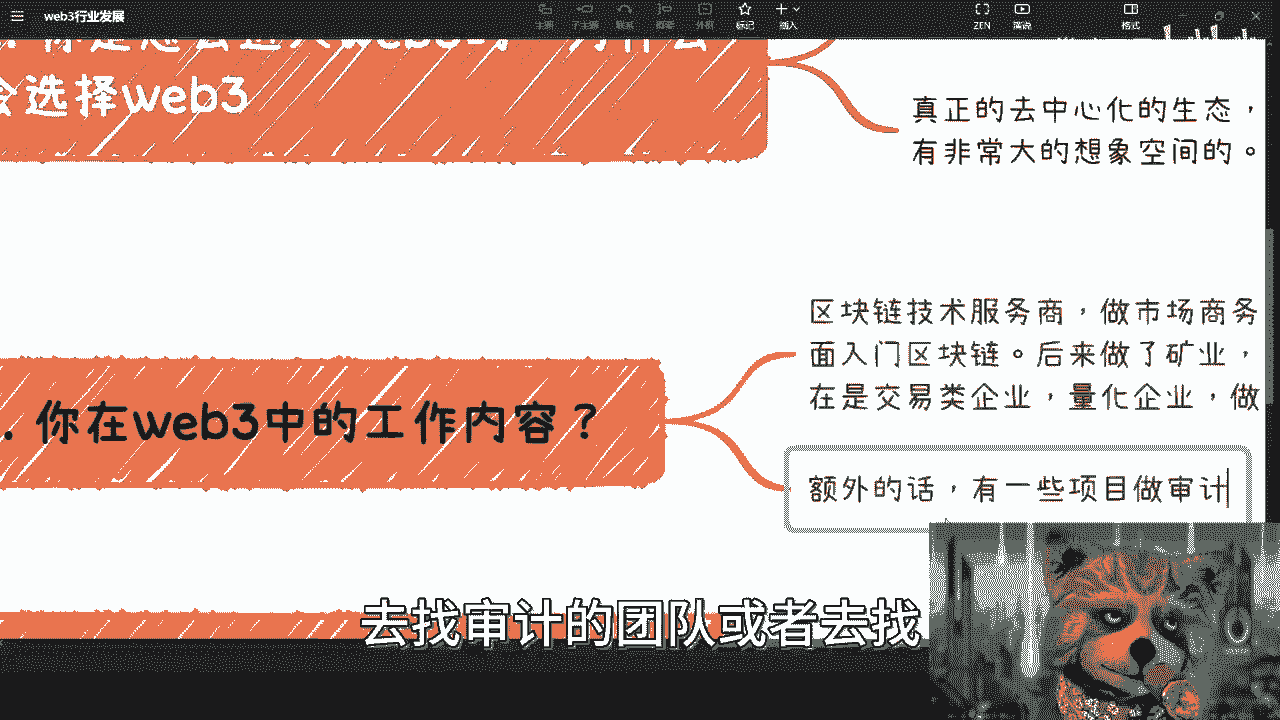 web3行业发展
主题
子主题
联系
概要
外框
标记
插入
ZEN
演说
格式
会选择web3
真正的去中心化的生态，
有非常大的想象空间的。
区块链技术服务商，做市场商务
面入门区块链。后来做了矿业，
在是交易类企业，量化企业，做
. 你在web3中的工作内容？
额外的话，有一些项目做审计
去找审计的团队或者去找